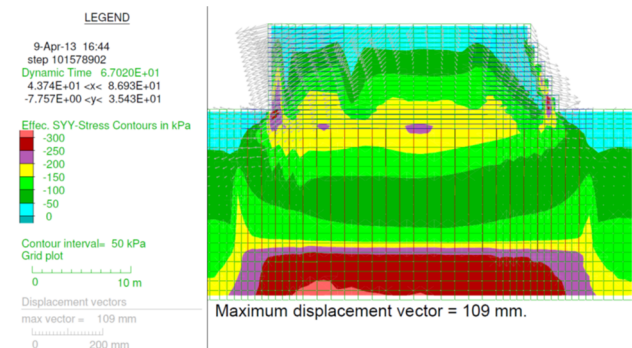 LEGEND
9-Apr-13 16:44
step 101578902
Dynamic Time 6.7020E+01
4.374E+01 <x< 8.693E+01
-7.757E+00 <y< 3.543E+01
Effec. SYY-Stress Contours in kPa
-300
-250
-200
-150
-100
-50
0
Contour interval= 50 kPa
Grid plot
0 10 m
Displacement vectors
max vector = 109 mm
0 200 mm
Maximum displacement vector = 109 mm.